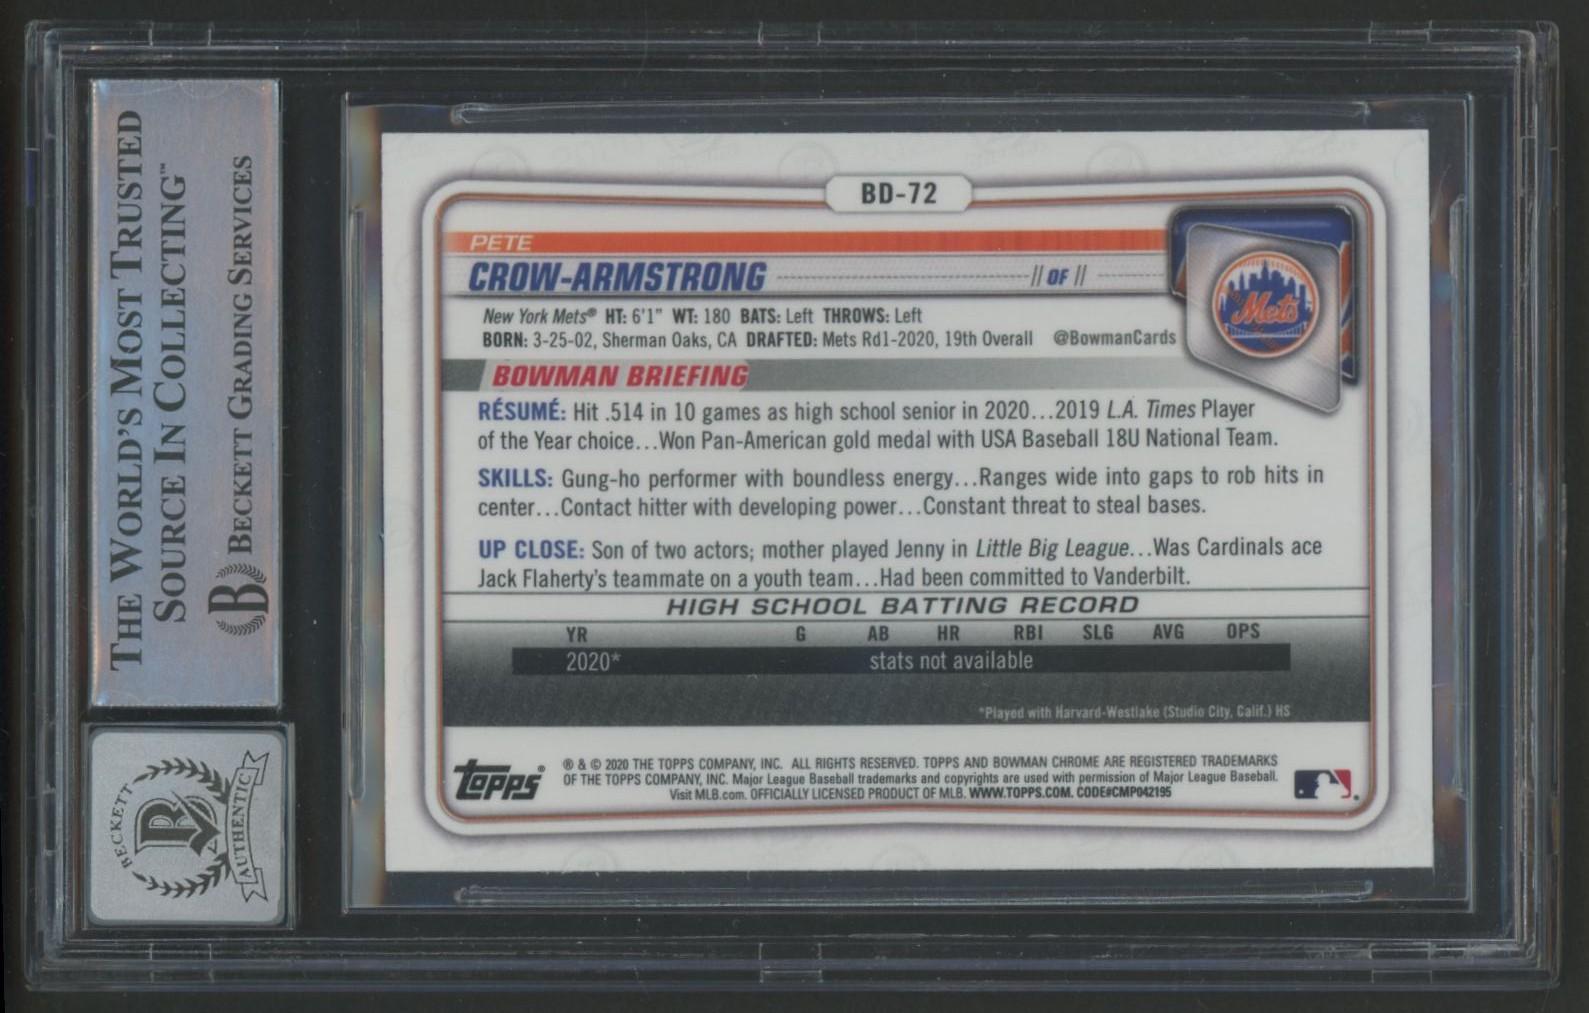 THE WORLD'S MOST TRUSTED
SOURCE IN COLLECTING™
BECKETT GRADING SERVICES
B
BECKETT
B
AUTHENTIC
BD-72
PETE
CROW-ARMSTRONG // OF //
Mets
New York Mets® HT: 6'1" WT: 180 BATS: Left THROWS: Left
BORN: 3-25-02, Sherman Oaks, CA DRAFTED: Mets Rd1-2020, 19th Overall @BowmanCards
BOWMAN BRIEFING
RÉSUMÉ: Hit .514 in 10 games as high school senior in 2020...2019 L.A. Times Player
of the Year choice...Won Pan-American gold medal with USA Baseball 18U National Team.
SKILLS: Gung-ho performer with boundless energy...Ranges wide into gaps to rob hits in
center...Contact hitter with developing power...Constant threat to steal bases.
UP CLOSE: Son of two actors; mother played Jenny in Little Big League...Was Cardinals ace
Jack Flaherty's teammate on a youth team...Had been committed to Vanderbilt.
HIGH SCHOOL BATTING RECORD
YR G AB HR RBI SLG AVG OPS
2020* stats not available
*Played with Harvard-Westlake (Studio City, Calif.) HS
Topps®
® & © 2020 THE TOPPS COMPANY, INC. ALL RIGHTS RESERVED. TOPPS AND BOWMAN CHROME ARE REGISTERED TRADEMARKS
OF THE TOPPS COMPANY, INC. Major League Baseball trademarks and copyrights are used with permission of Major League Baseball.
Visit MLB.com. OFFICIALLY LICENSED PRODUCT OF MLB. WWW.TOPPS.COM. CODE#CMP042195